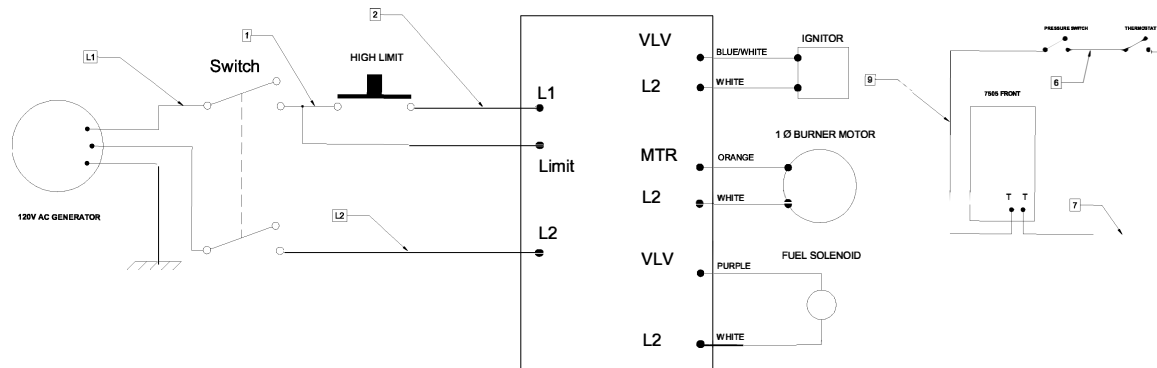 2
PRESSURE SWITCH
THERMOSTAT
VLV
IGNITOR
1
BLUE/WHITE
L1
Switch
HIGH LIMIT
9
6
L2
WHITE
L1
7505 FRONT
1 Ø BURNER MOTOR
MTR
ORANGE
Limit
T T
L2
WHITE
120V AC GENERATOR
L2
7
L2
VLV
FUEL SOLENOID
PURPLE
L2
WHITE